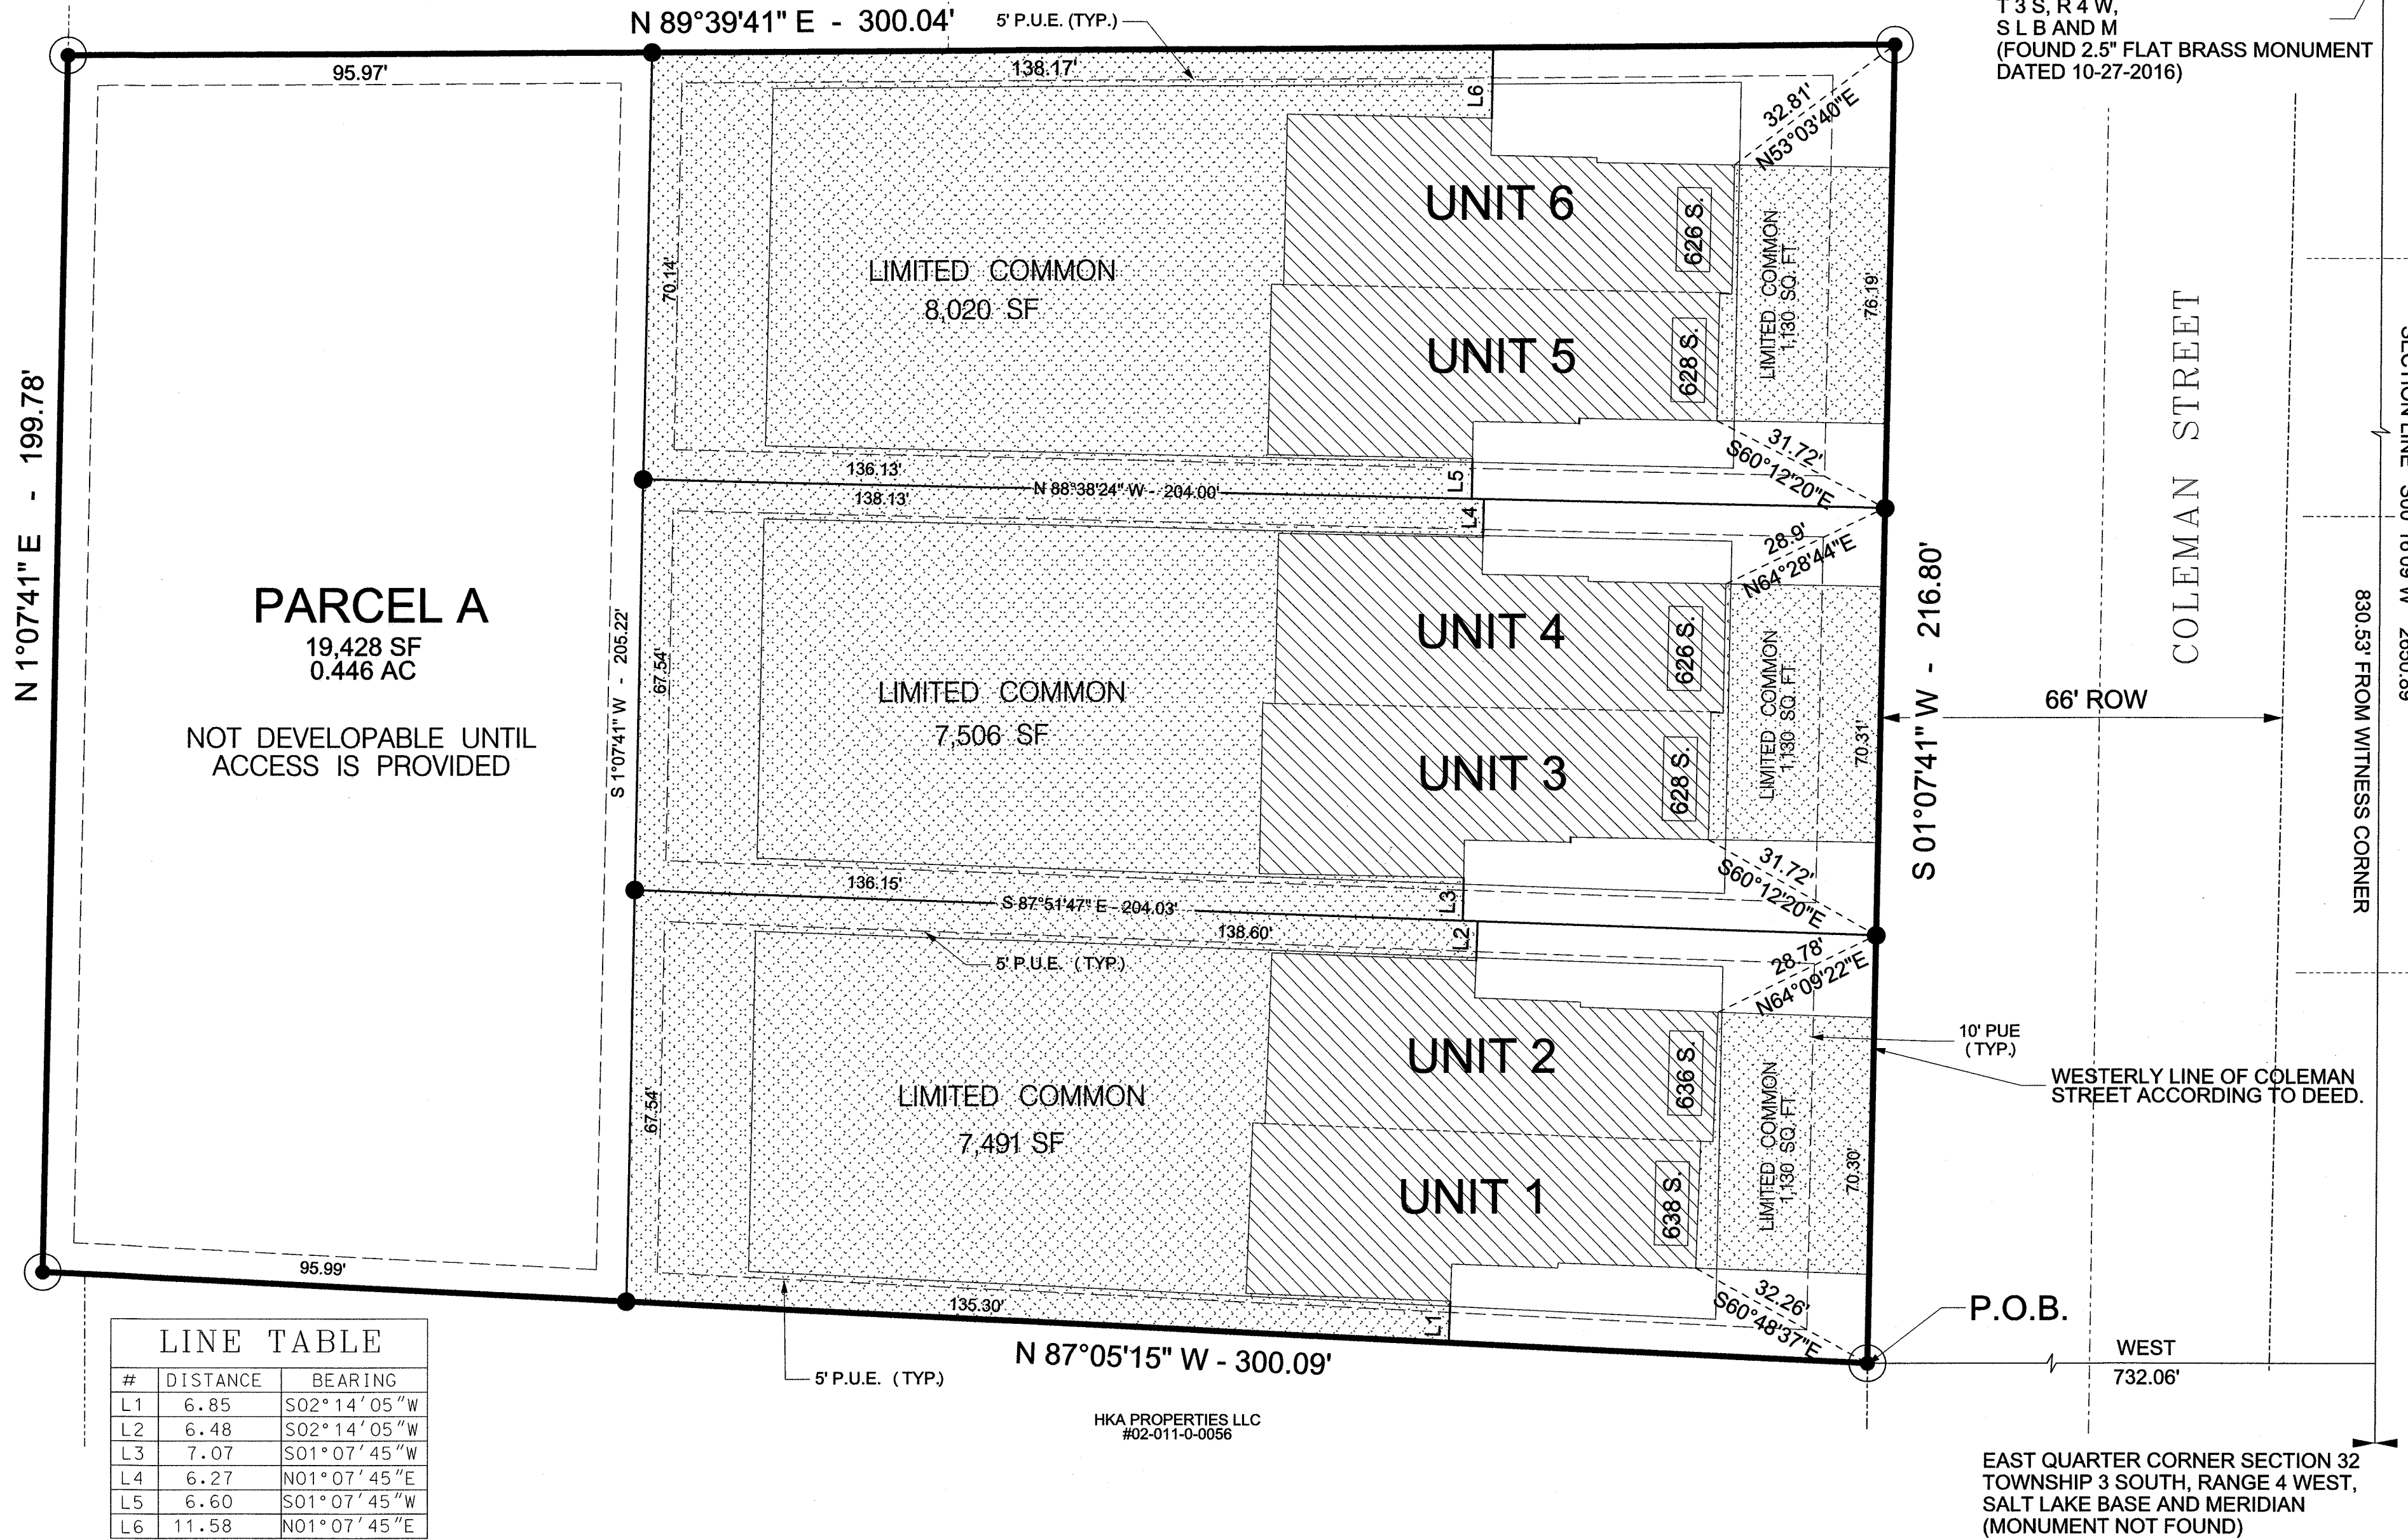 N 89°39'41" E - 300.04'
5' P.U.E. (TYP.)
T 3 S, R 4 W,
S L B AND M
(FOUND 2.5" FLAT BRASS MONUMENT
DATED 10-27-2016)
95.97'
138.17'
L6
32.81'
N53°03'40"E
UNIT 6
626 S.
LIMITED COMMON
1,130 SQ. FT.
76.19'
70.14'
LIMITED COMMON
8,020 SF
UNIT 5
628 S.
COLEMAN STREET
N 1°07'41" E - 199.78'
136.13'
L5
31.72'
S60°12'20"E
N 88°38'24" W - 204.00'
138.13'
L4
28.9'
N64°28'44"E
PARCEL A
19,428 SF
0.446 AC
NOT DEVELOPABLE UNTIL
ACCESS IS PROVIDED
S 1°07'41" W - 205.22'
67.54'
LIMITED COMMON
7,506 SF
UNIT 4
626 S.
UNIT 3
628 S.
LIMITED COMMON
1,130 SQ. FT.
70.31'
S 01°07'41" W - 216.80'
66' ROW
830.53' FROM WITNESS CORNER
136.15'
L3
31.72'
S60°12'20"E
S 87°51'47" E - 204.03'
138.60'
L2
28.78'
N64°09'22"E
5' P.U.E. (TYP.)
67.54'
LIMITED COMMON
7,491 SF
UNIT 2
636 S.
UNIT 1
638 S.
LIMITED COMMON
1,130 SQ. FT.
70.30'
10' PUE
(TYP.)
WESTERLY LINE OF COLEMAN
STREET ACCORDING TO DEED.
95.99'
135.30'
L1
32.26'
S60°48'37"E
P.O.B.
N 87°05'15" W - 300.09'
5' P.U.E. (TYP.)
WEST
732.06'
HKA PROPERTIES LLC
#02-011-0-0056
EAST QUARTER CORNER SECTION 32
TOWNSHIP 3 SOUTH, RANGE 4 WEST,
SALT LAKE BASE AND MERIDIAN
(MONUMENT NOT FOUND)
LINE TABLE
# DISTANCE BEARING
L1 6.85 S02°14'05"W
L2 6.48 S02°14'05"W
L3 7.07 S01°07'45"W
L4 6.27 N01°07'45"E
L5 6.60 S01°07'45"W
L6 11.58 N01°07'45"E